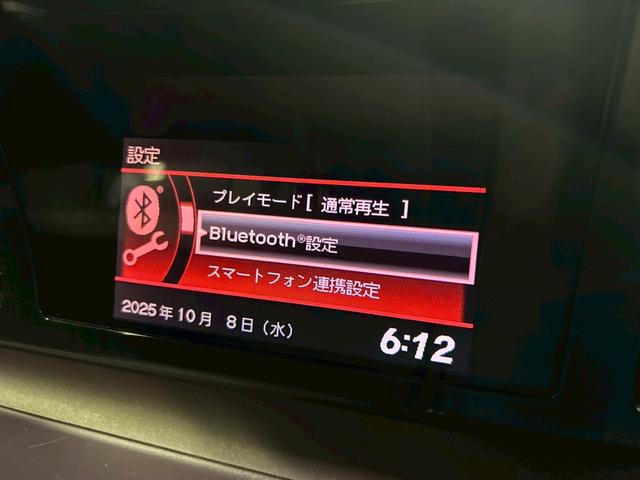 設定
プレイモード[ 通常再生 ]
Bluetooth®設定
スマートフォン連携設定
2025年10月 8日(水)
6:12